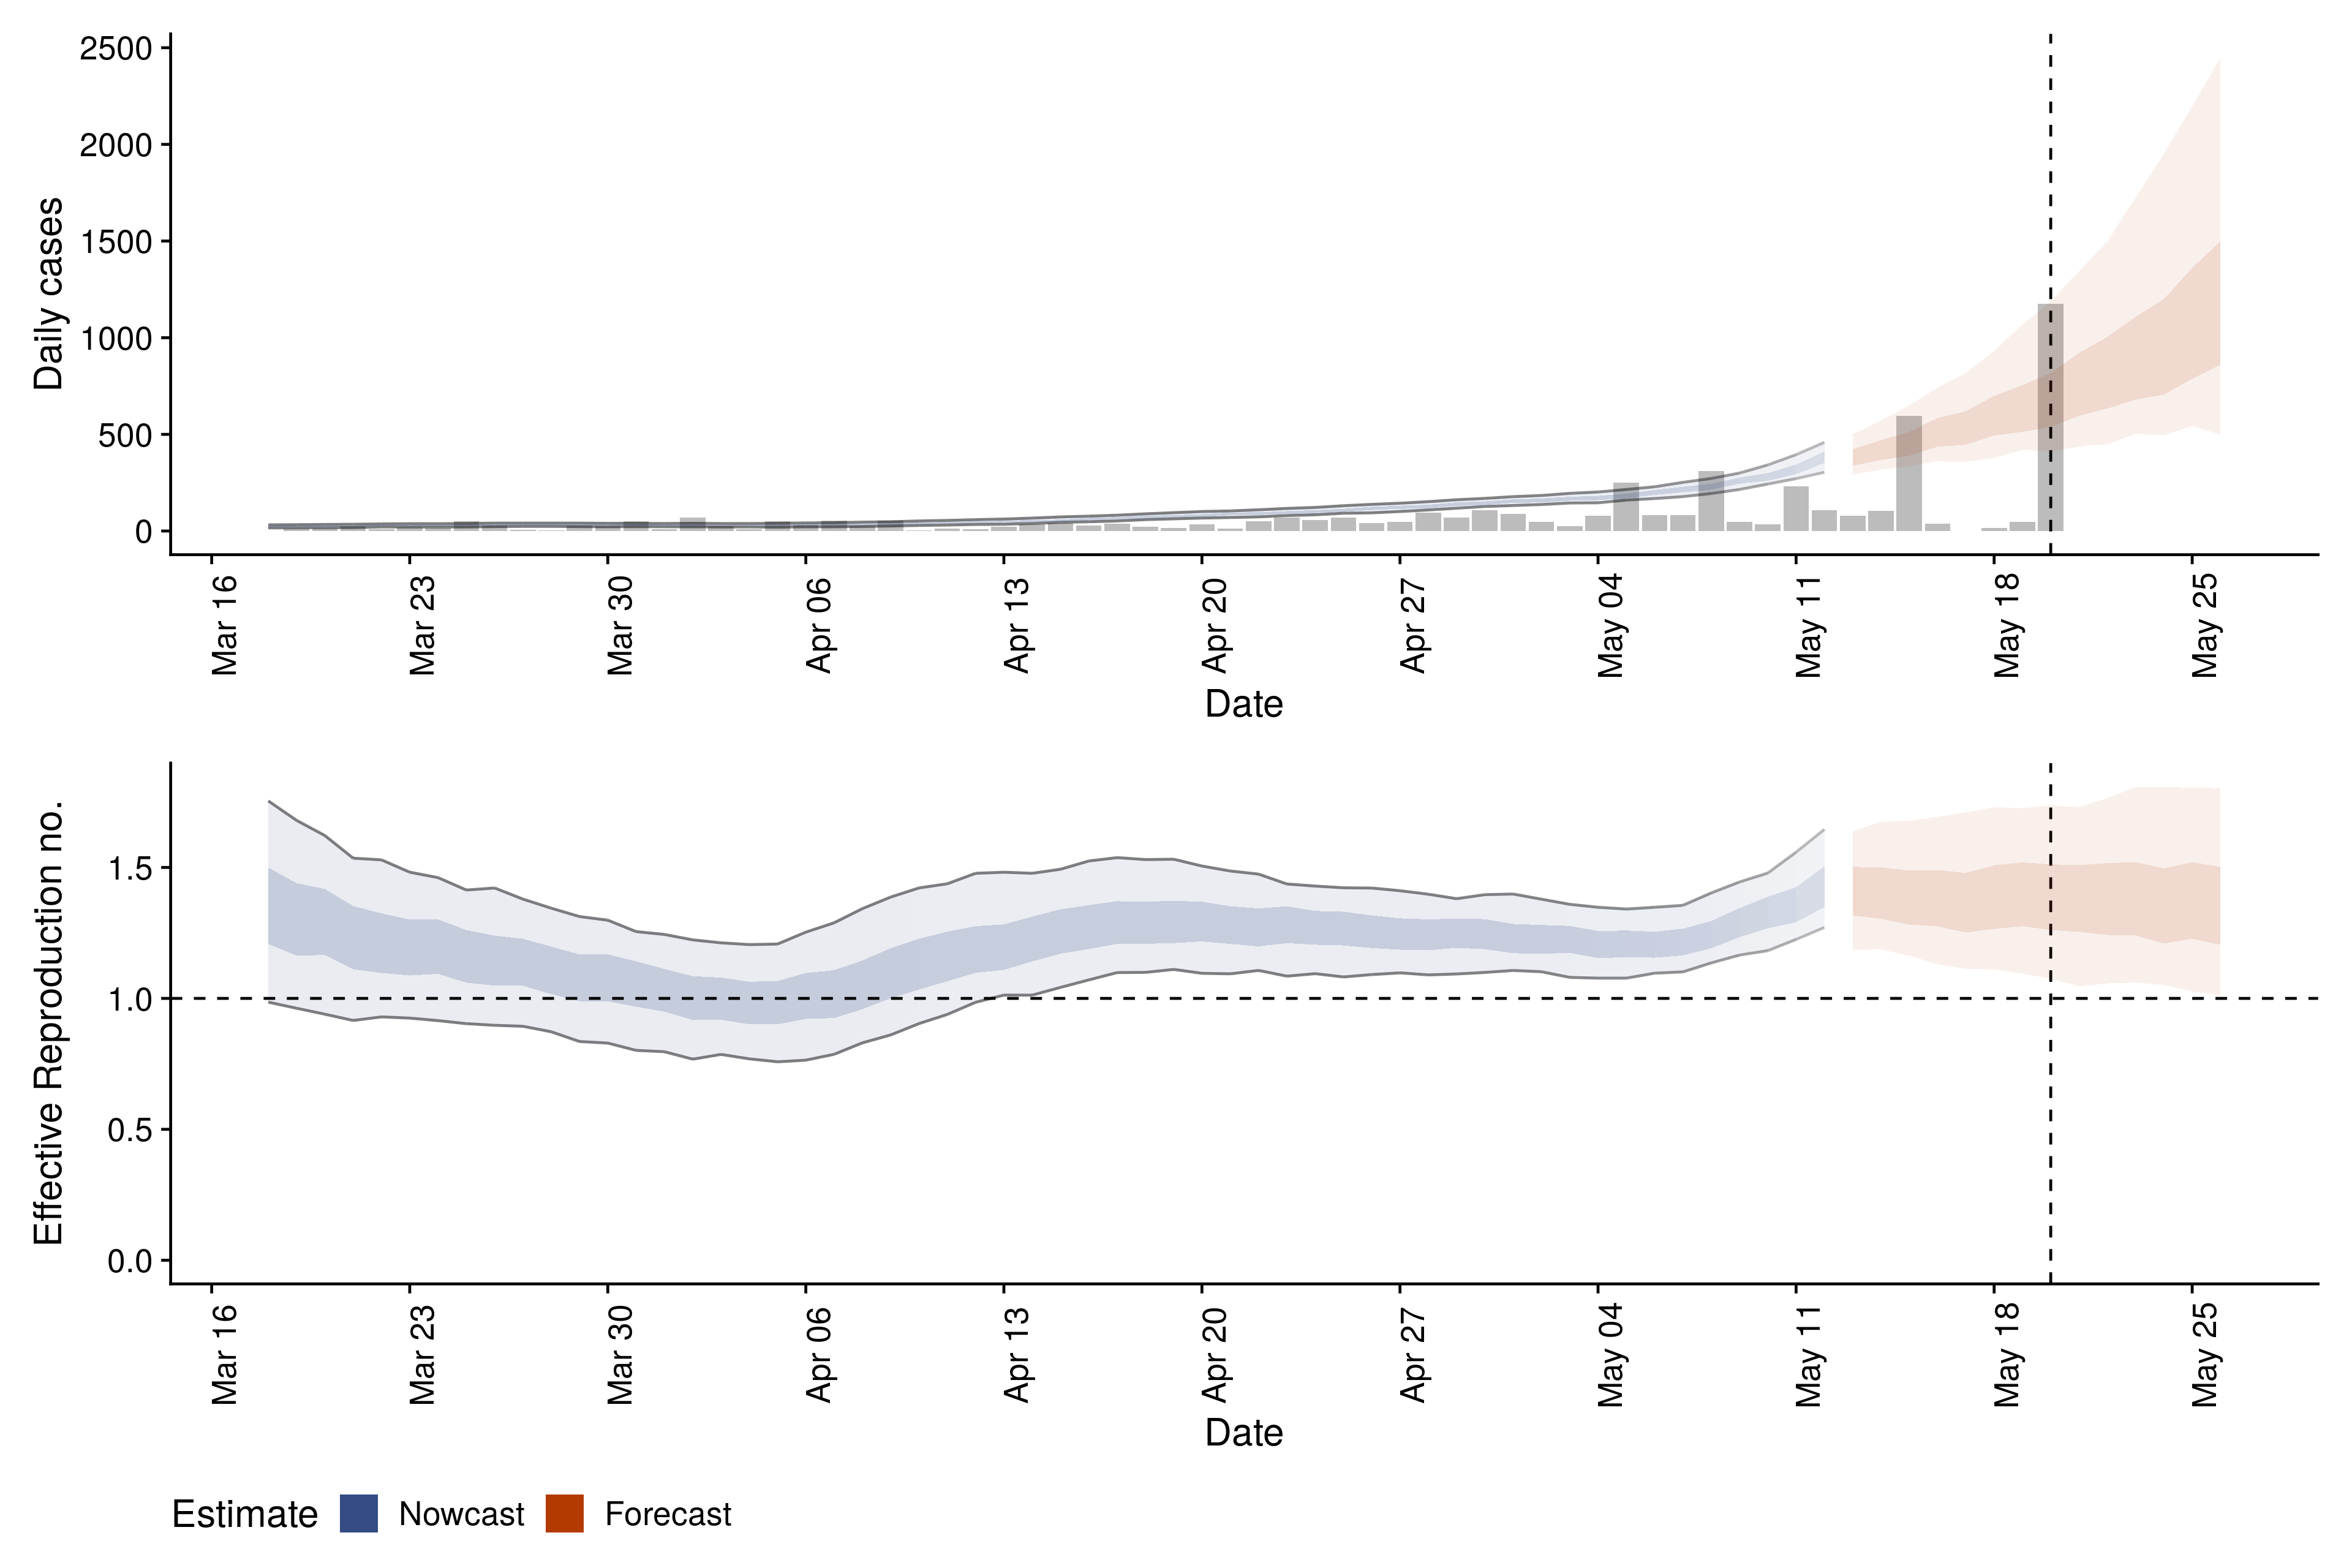 Daily cases
2500
2000
1500
1000
500
0
Mar 16
Mar 23
Mar 30
Apr 06
Apr 13
Apr 20
Apr 27
May 04
May 11
May 18
May 25
Date
Effective Reproduction no.
1.5
1.0
0.5
0.0
Mar 16
Mar 23
Mar 30
Apr 06
Apr 13
Apr 20
Apr 27
May 04
May 11
May 18
May 25
Date
Estimate Nowcast Forecast